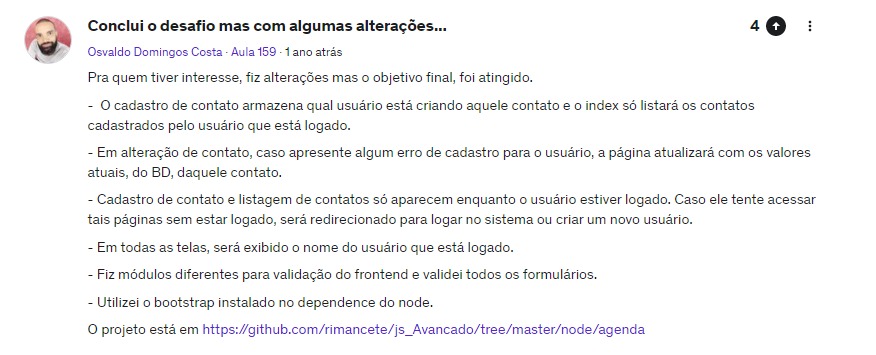 Conclui o desafio mas com algumas alterações...
4
Osvaldo Domingos Costa · Aula 159 · 1 ano atrás
Pra quem tiver interesse, fiz alterações mas o objetivo final, foi atingido.
- O cadastro de contato armazena qual usuário está criando aquele contato e o index só listará os contatos
cadastrados pelo usuário que está logado.
- Em alteração de contato, caso apresente algum erro de cadastro para o usuário, a página atualizará com os valores
atuais, do BD, daquele contato.
- Cadastro de contato e listagem de contatos só aparecem enquanto o usuário estiver logado. Caso ele tente acessar
tais páginas sem estar logado, será redirecionado para logar no sistema ou criar um novo usuário.
- Em todas as telas, será exibido o nome do usuário que está logado.
- Fiz módulos diferentes para validação do frontend e validei todos os formulários.
- Utilizei o bootstrap instalado no dependence do node.
O projeto está em https://github.com/rimancete/js_Avancado/tree/master/node/agenda